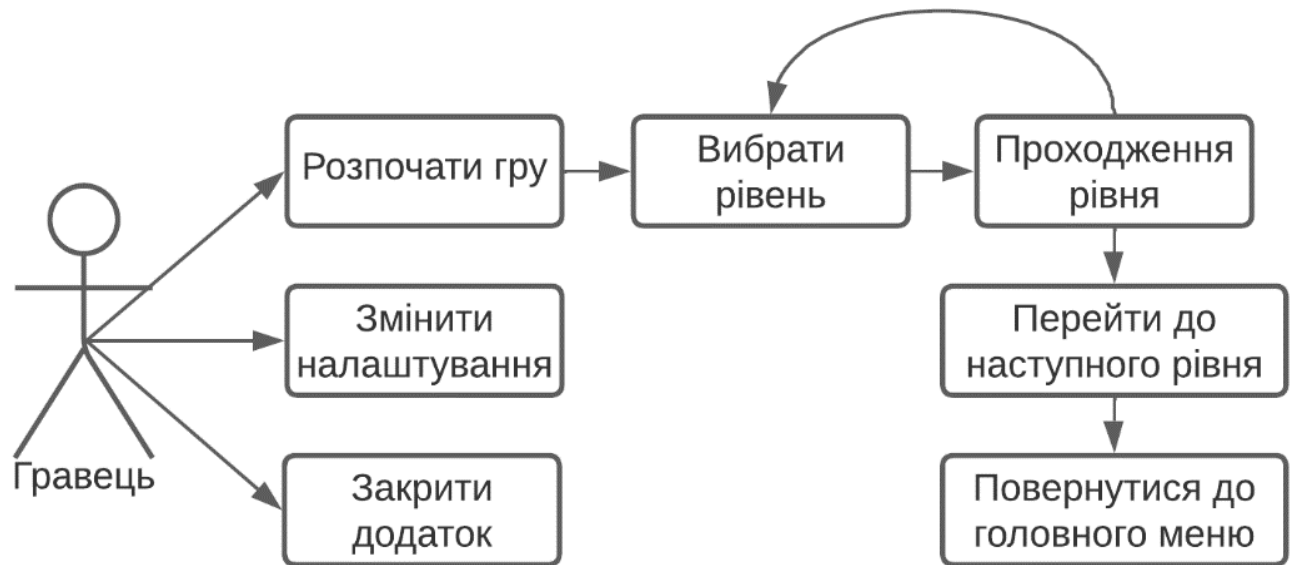 Розпочати гру
Вибрати
рівень
Проходження
рівня
Змінити
налаштування
Перейти до
наступного рівня
Гравець
Закрити
додаток
Повернутися до
головного меню